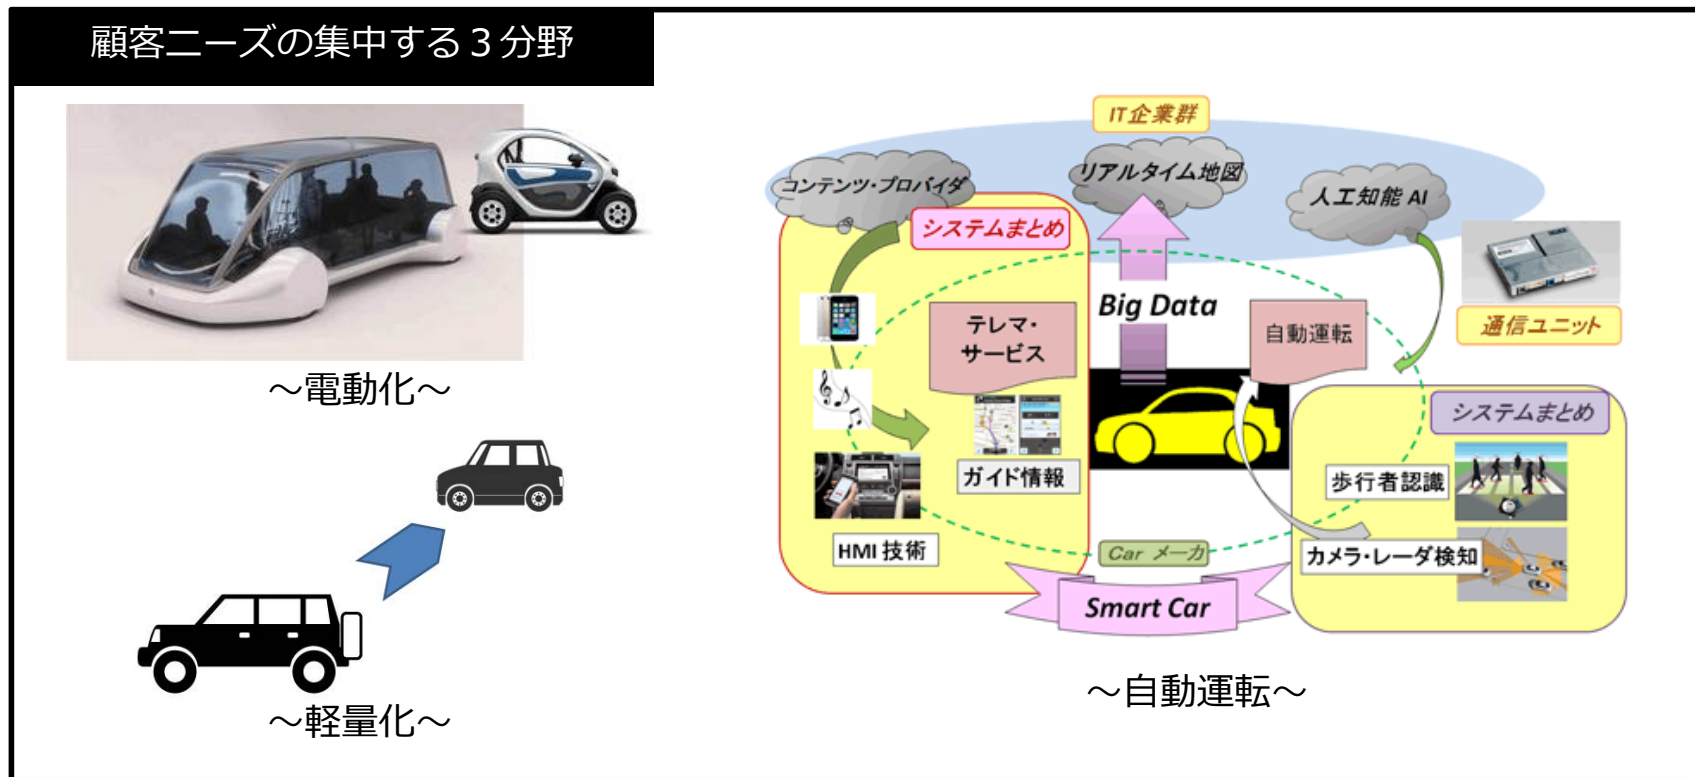 顧客ニーズの集中する３分野
～電動化～
～軽量化～
IT企業群
コンテンツ・プロバイダ
リアルタイム地図
人工知能 AI
システムまとめ
通信ユニット
Big Data
テレマ・
サービス
自動運転
システムまとめ
ガイド情報
歩行者認識
HMI 技術
Car メーカ
カメラ・レーダ検知
Smart Car
～自動運転～